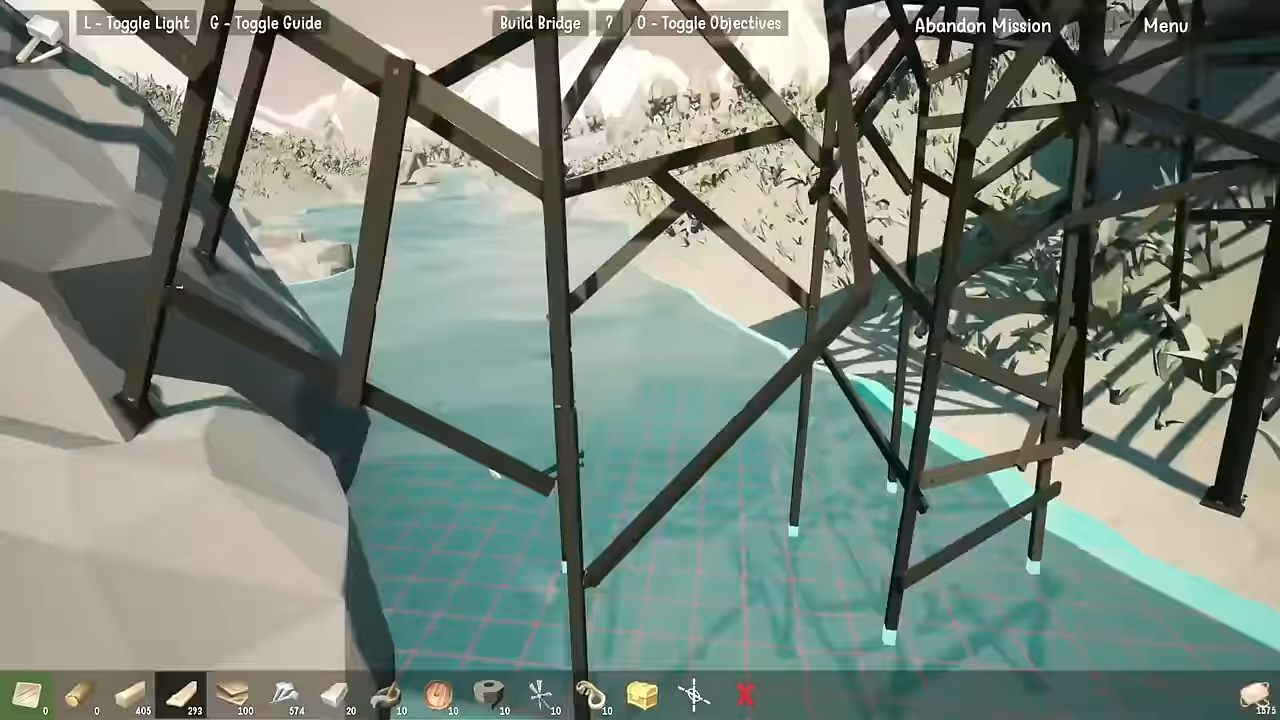 L - Toggle Light G - Toggle Guide Build Bridge ? O - Toggle Objectives Abandon Mission Menu
0 0 405 293 100 574 20 10 10 10 10 10 1575